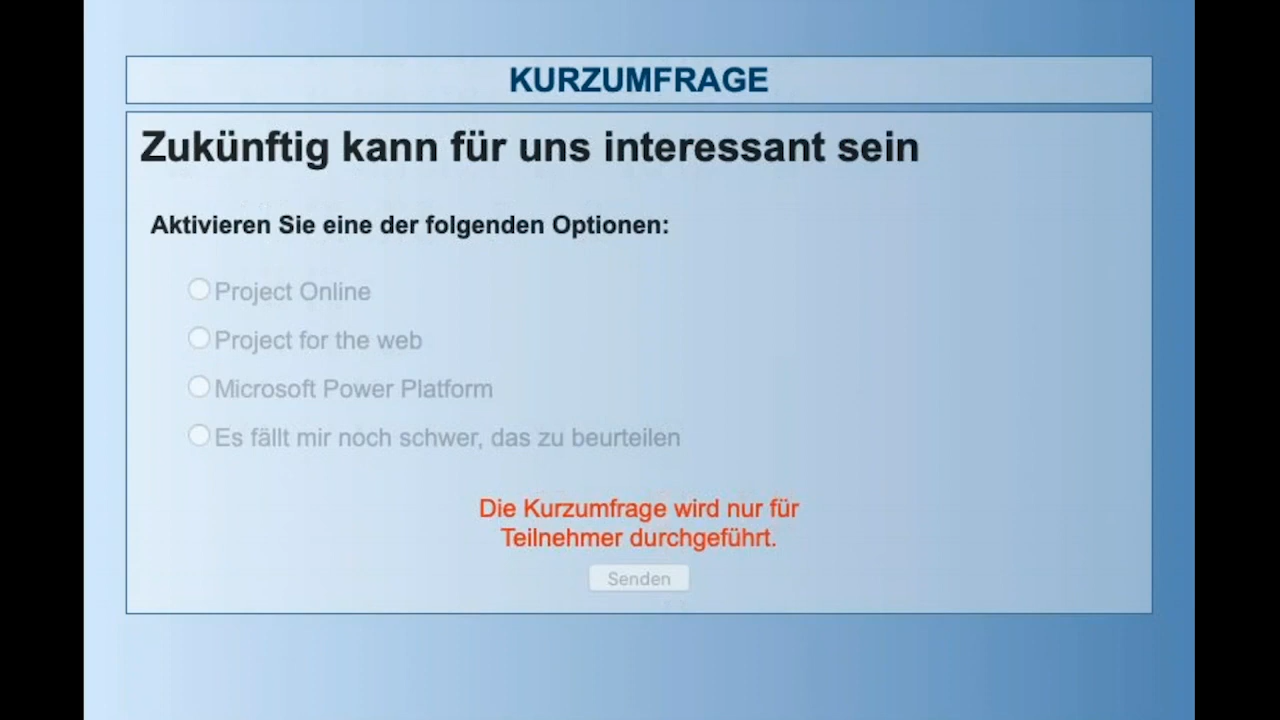 KURZUMFRAGE
Zukünftig kann für uns interessant sein
Aktivieren Sie eine der folgenden Optionen:
Project Online
Project for the web
Microsoft Power Platform
Es fällt mir noch schwer, das zu beurteilen
Die Kurzumfrage wird nur für
Teilnehmer durchgeführt.
Senden